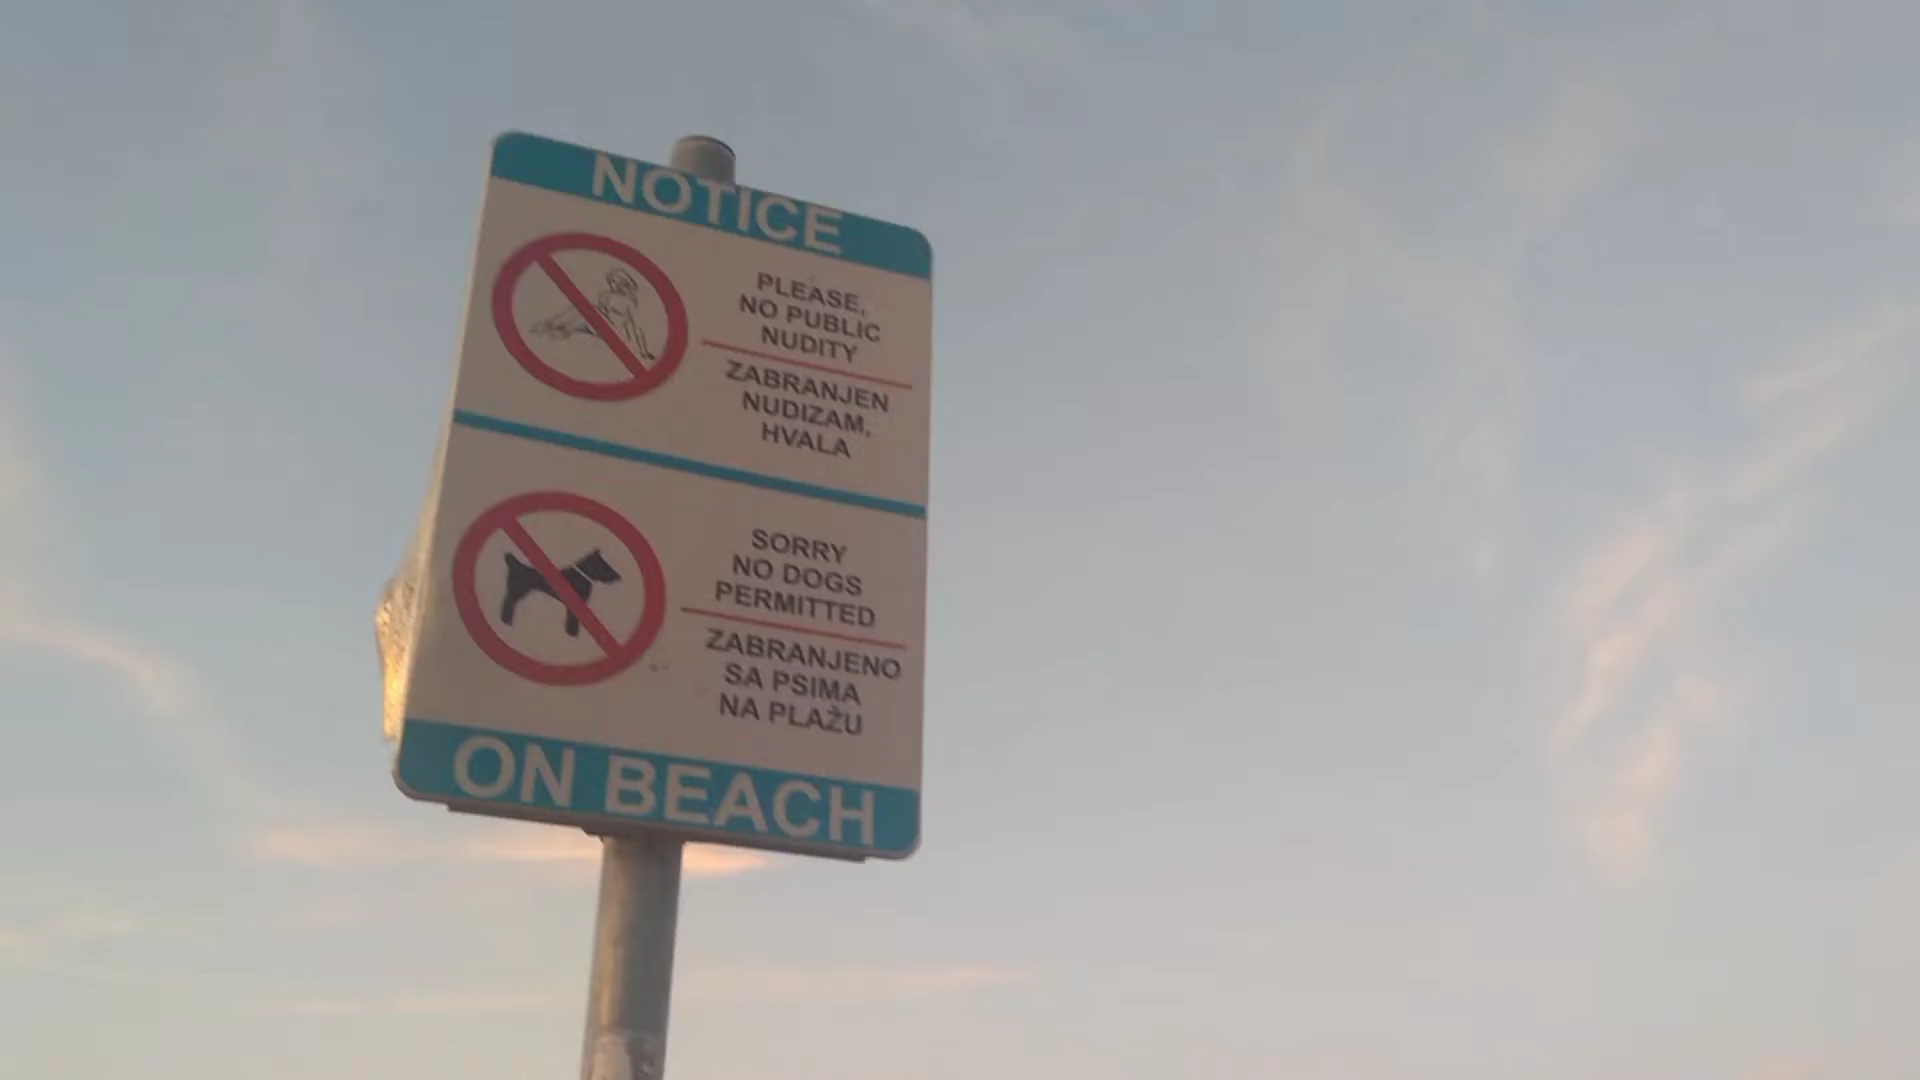 NOTICE
PLEASE,
NO PUBLIC
NUDITY
ZABRANJEN
NUDIZAM,
HVALA
SORRY
NO DOGS
PERMITTED
ZABRANJENO
SA PSIMA
NA PLAŽU
ON BEACH